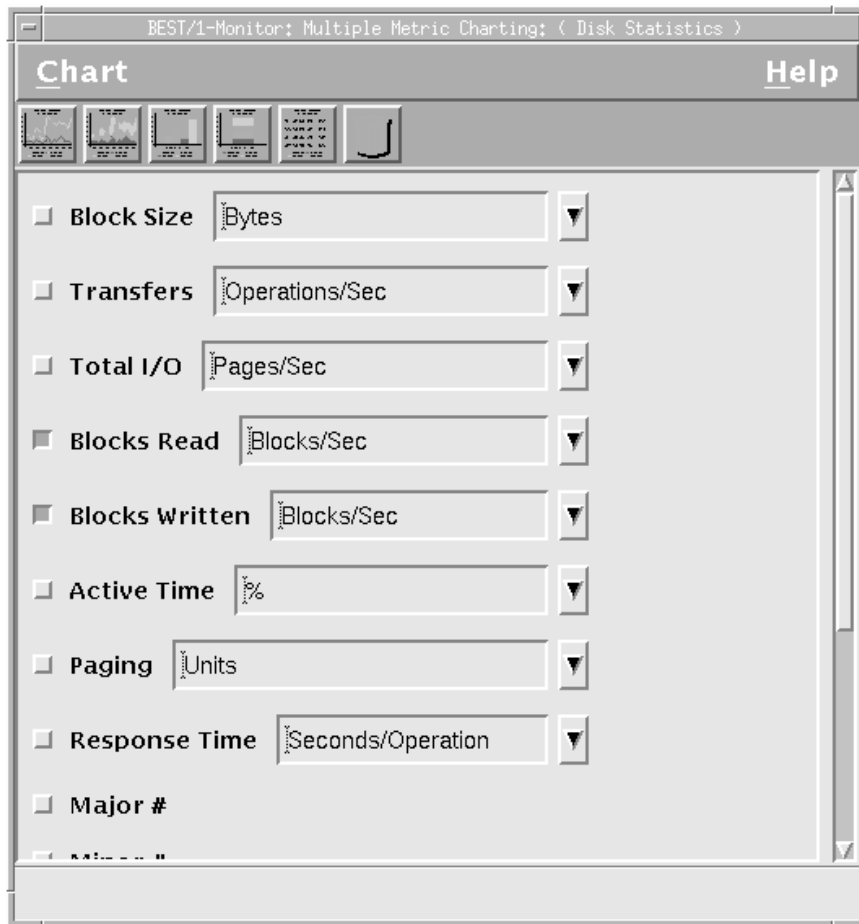 BEST/1-Monitor: Multiple Metric Charting: ( Disk Statistics )
Chart Help
Block Size Bytes
Transfers Operations/Sec
Total I/O Pages/Sec
Blocks Read Blocks/Sec
Blocks Written Blocks/Sec
Active Time %
Paging Units
Response Time Seconds/Operation
Major #